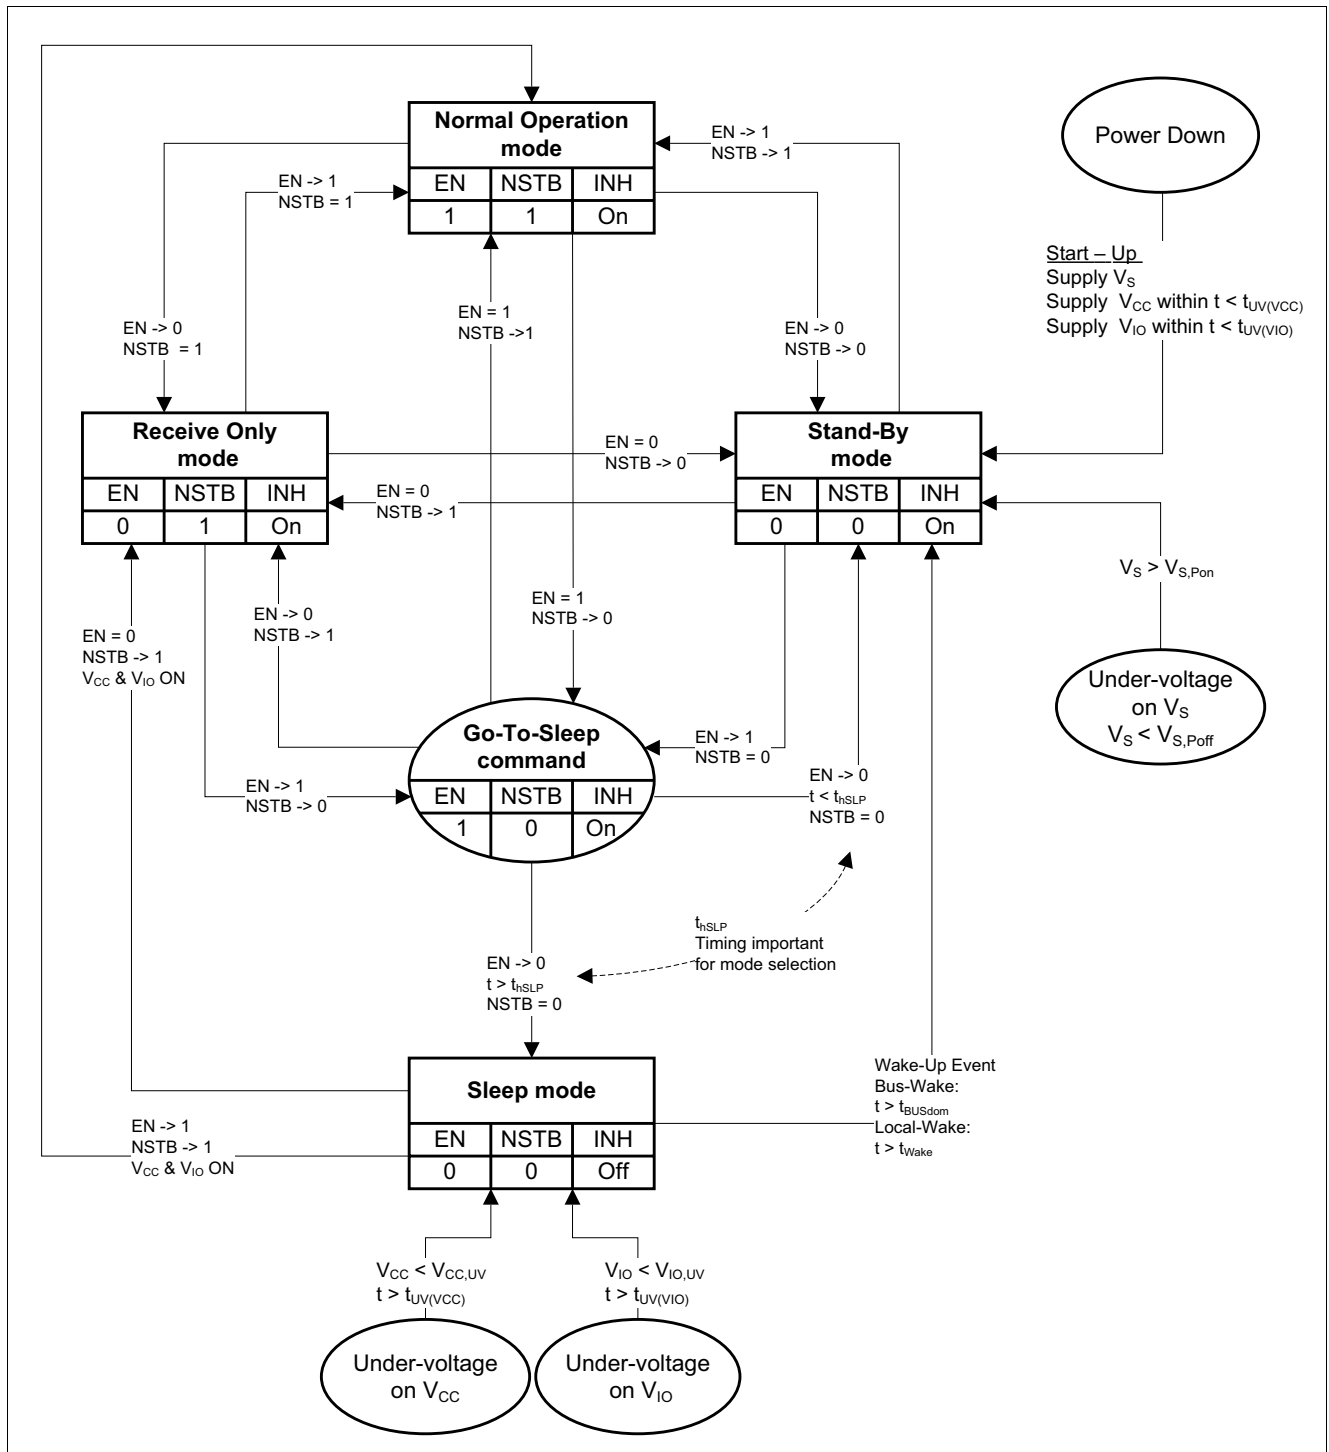 Normal Operation
mode
EN NSTB INH
1 1 On
EN -> 1
NSTB -> 1
Power Down
EN -> 1
NSTB = 1
Start – Up
Supply VS
Supply VCC within t < tUV(VCC)
Supply VIO within t < tUV(VIO)
EN -> 0
NSTB = 1
EN = 1
NSTB ->1
EN -> 0
NSTB -> 0
Receive Only
mode
EN NSTB INH
0 1 On
EN = 0
NSTB -> 0
EN = 0
NSTB -> 1
Stand-By
mode
EN NSTB INH
0 0 On
VS > VS,Pon
EN = 0
NSTB -> 1
VCC & VIO ON
EN -> 0
NSTB -> 1
EN = 1
NSTB -> 0
Under-voltage
on VS
VS < VS,Poff
Go-To-Sleep
command
EN NSTB INH
1 0 On
EN -> 1
NSTB = 0
EN -> 1
NSTB -> 0
EN -> 0
t < thSLP
NSTB = 0
thSLP
Timing important
for mode selection
EN -> 0
t > thSLP
NSTB = 0
Sleep mode
EN NSTB INH
0 0 Off
Wake-Up Event
Bus-Wake:
t > tBUSdom
Local-Wake:
t > tWake
EN -> 1
NSTB -> 1
VCC & VIO ON
VCC < VCC,UV
t > tUV(VCC)
VIO < VIO,UV
t > tUV(VIO)
Under-voltage
on VCC
Under-voltage
on VIO